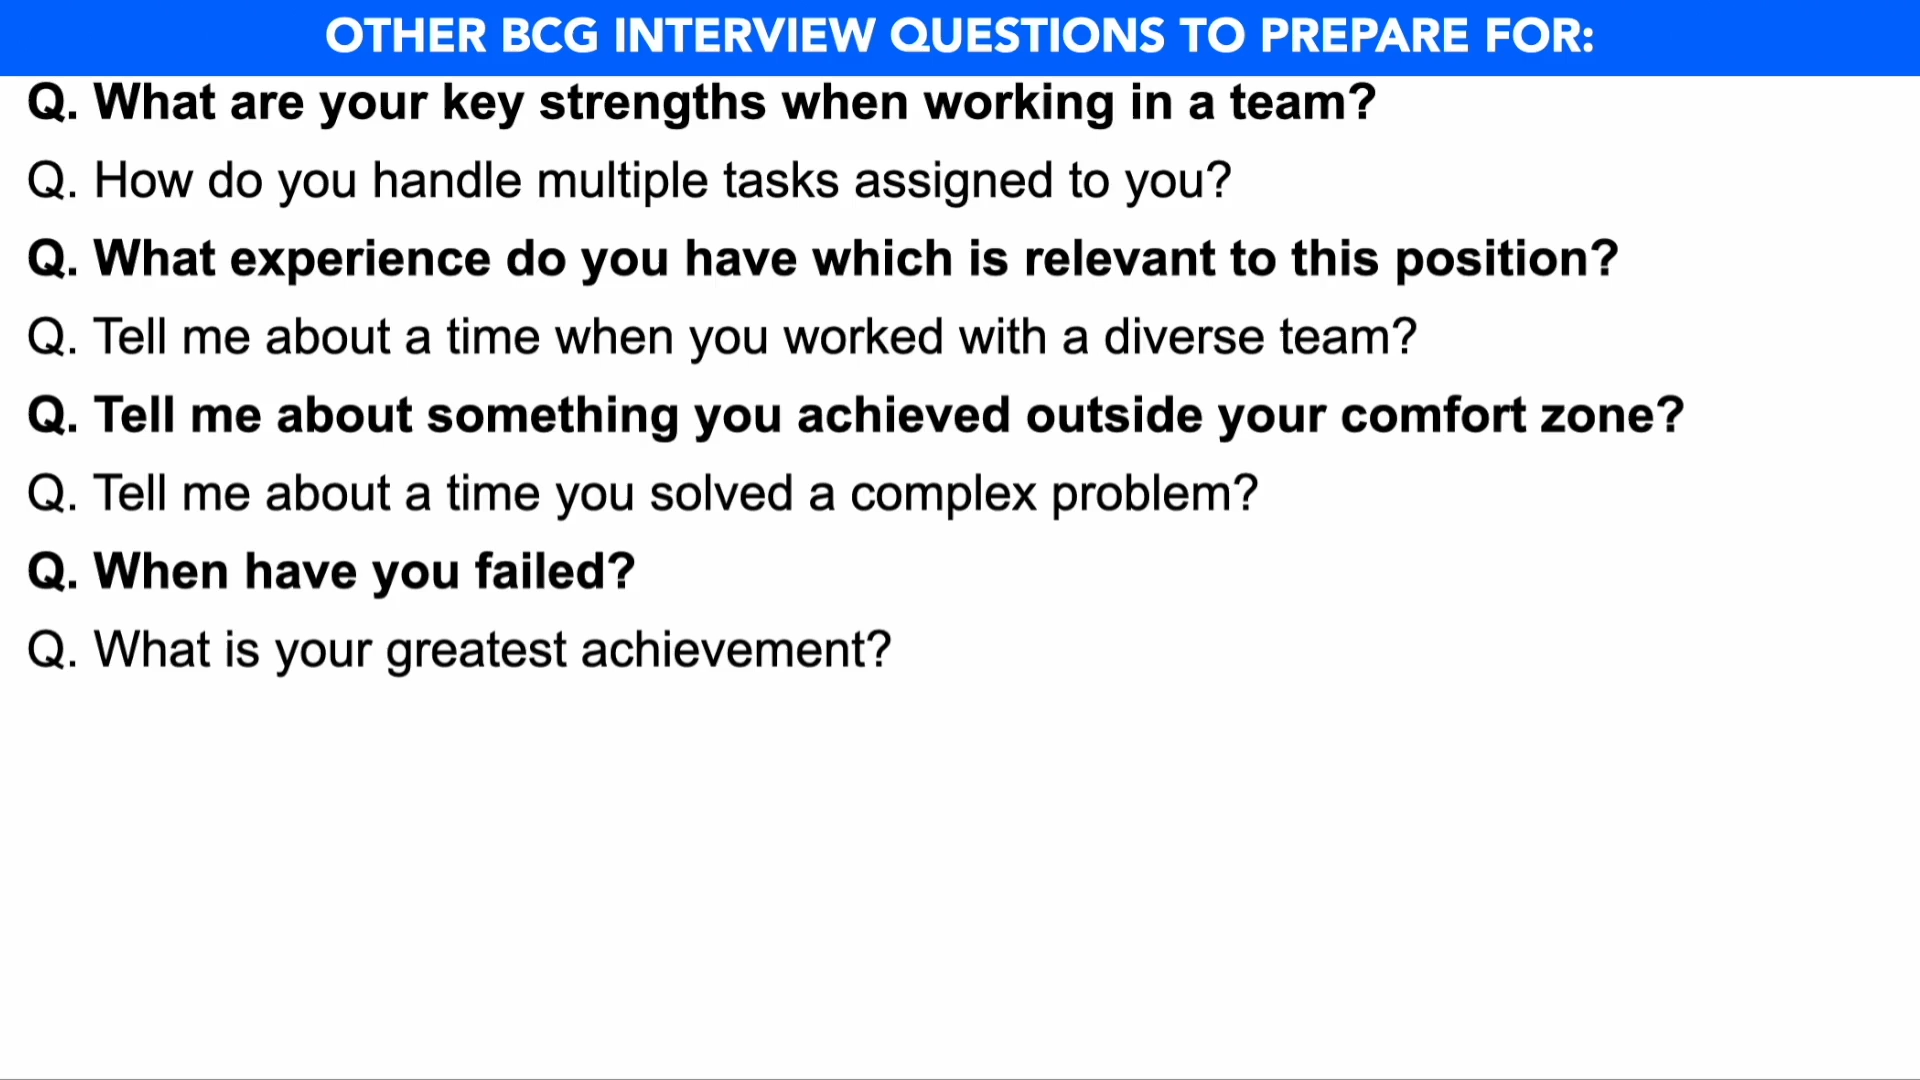 OTHER BCG INTERVIEW QUESTIONS TO PREPARE FOR:
Q. What are your key strengths when working in a team?
Q. How do you handle multiple tasks assigned to you?
Q. What experience do you have which is relevant to this position?
Q. Tell me about a time when you worked with a diverse team?
Q. Tell me about something you achieved outside your comfort zone?
Q. Tell me about a time you solved a complex problem?
Q. When have you failed?
Q. What is your greatest achievement?